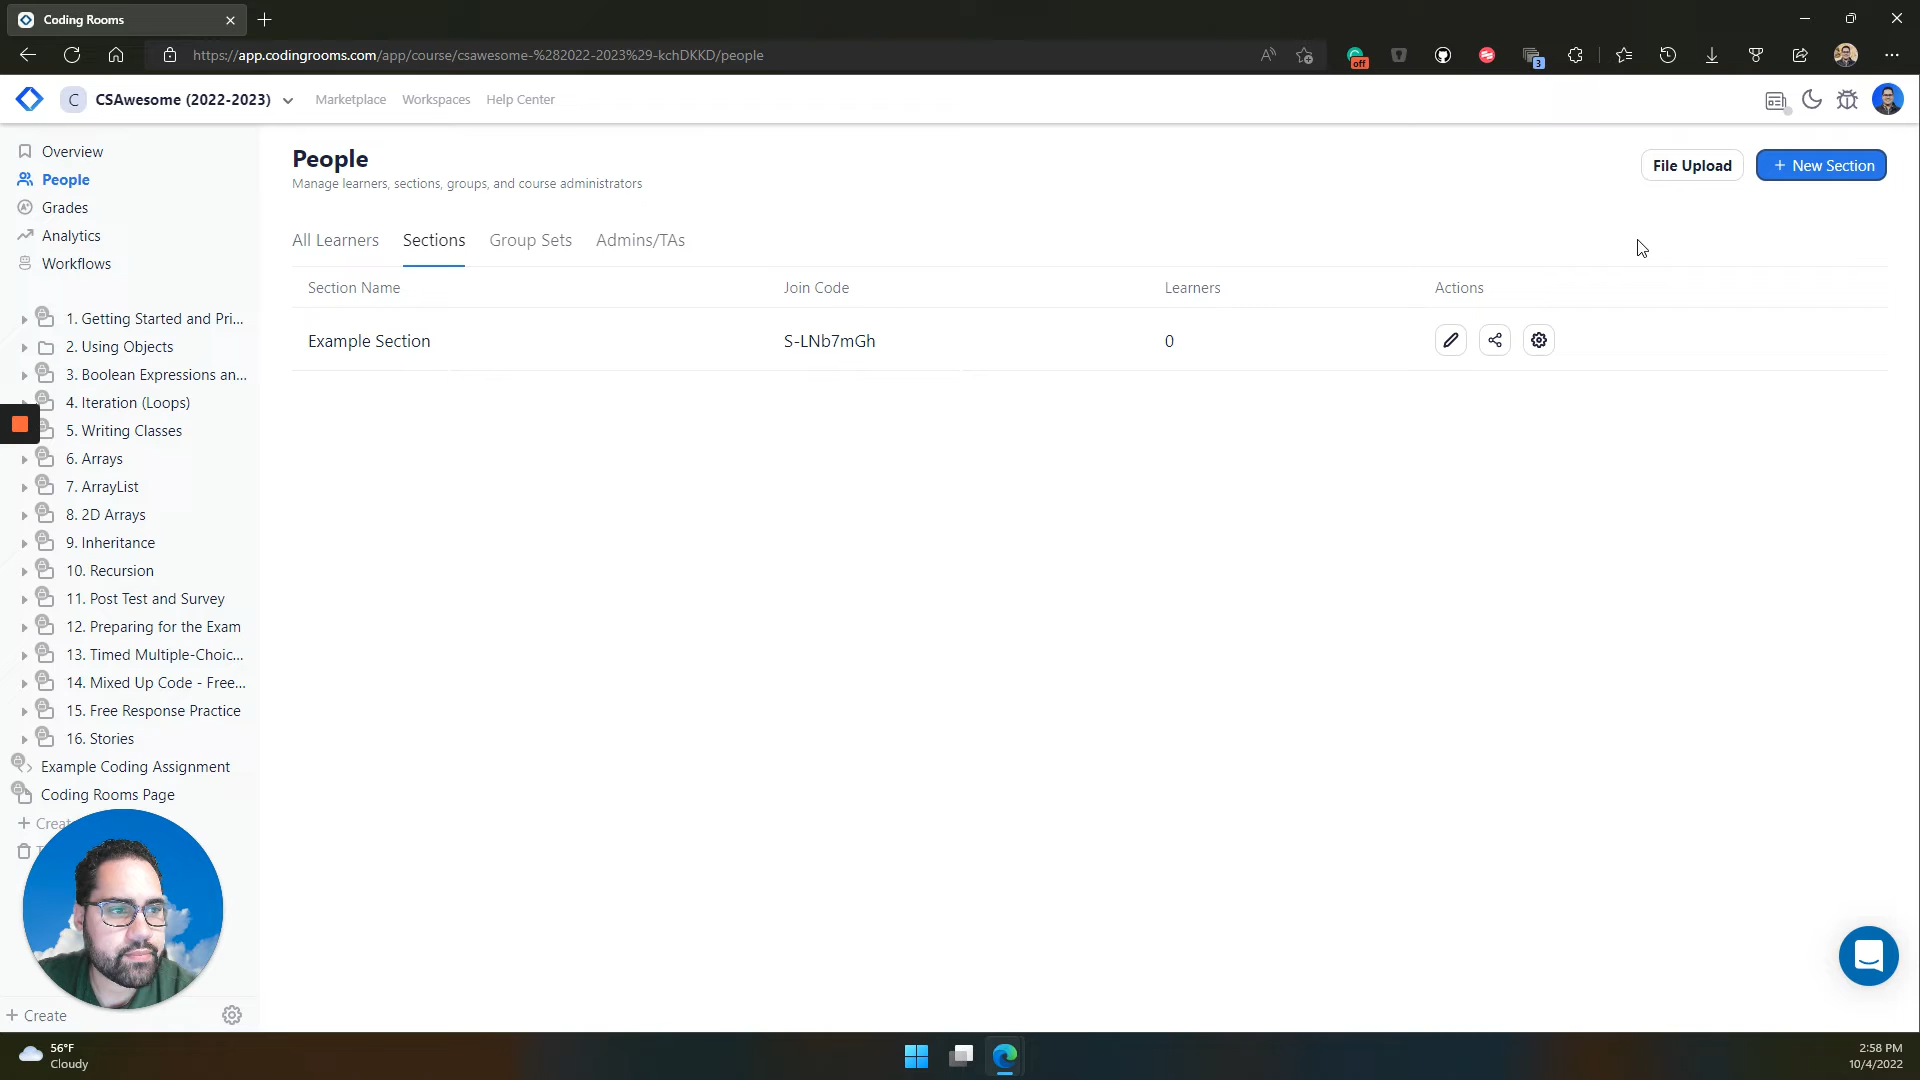 Coding Rooms
https://app.codingrooms.com/app/course/csawesome-%282022-2023%29-kchDKKD/people
off
3
C
CSAwesome (2022-2023)
Marketplace
Workspaces
Help Center
Overview
People
Grades
Analytics
Workflows
1. Getting Started and Pri...
2. Using Objects
3. Boolean Expressions an...
4. Iteration (Loops)
5. Writing Classes
6. Arrays
7. ArrayList
8. 2D Arrays
9. Inheritance
10. Recursion
11. Post Test and Survey
12. Preparing for the Exam
13. Timed Multiple-Choic...
14. Mixed Up Code - Free...
15. Free Response Practice
16. Stories
Example Coding Assignment
Coding Rooms Page
+ Create
People
Manage learners, sections, groups, and course administrators
File Upload
+ New Section
All Learners
Sections
Group Sets
Admins/TAs
Section Name
Join Code
Learners
Actions
Example Section
S-LNb7mGh
0
56°F
Cloudy
2:58 PM
10/4/2022